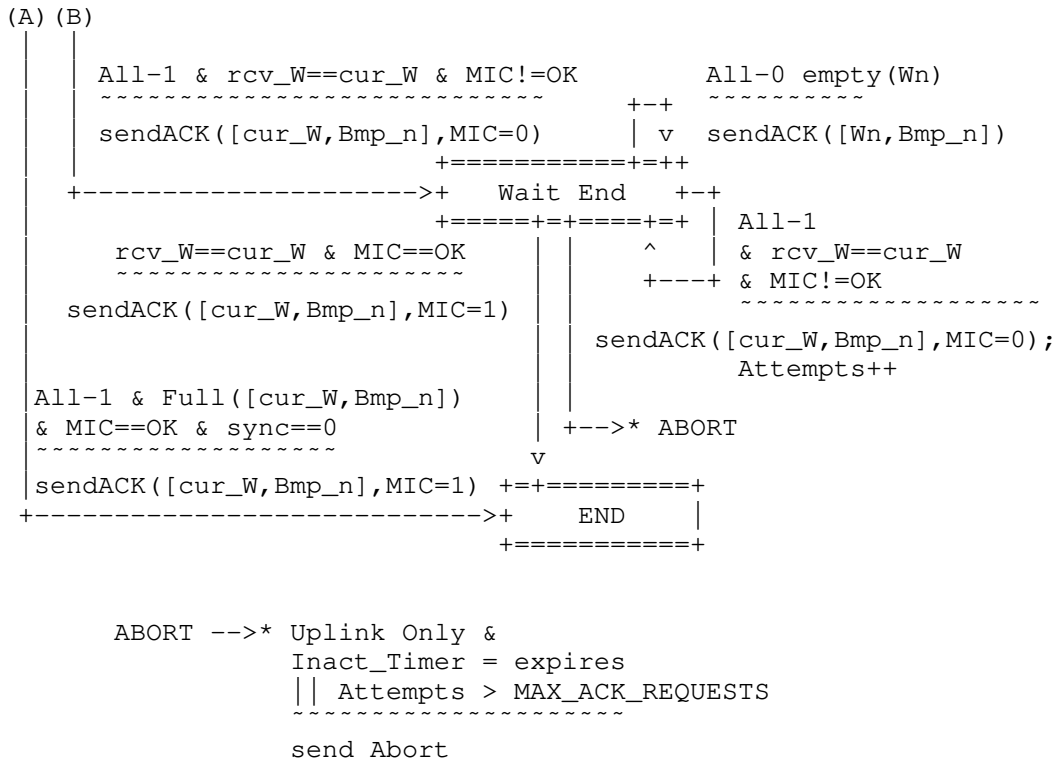 (A)(B)
All-1 & rcv_W==cur_W & MIC!=OK All-0 empty(Wn)
~~~~~~~~~~~~~~~~~~~~~~~~~~~~ +-+ ~~~~~~~~~~
sendACK([cur_W,Bmp_n],MIC=0) | v sendACK([Wn,Bmp_n])
+===========+=++
+--------------------->+ Wait End +-+
+=====+=+====+=+ | All-1
rcv_W==cur_W & MIC==OK | | ^ | & rcv_W==cur_W
~~~~~~~~~~~~~~~~~~~~~~ | | +---+ & MIC!=OK
sendACK([cur_W,Bmp_n],MIC=1) | | ~~~~~~~~~~~~~~~~~~~
| | sendACK([cur_W,Bmp_n],MIC=0);
| | Attempts++
|All-1 & Full([cur_W,Bmp_n]) | |
|& MIC==OK & sync==0 | +-->* ABORT
|~~~~~~~~~~~~~~~~~~~ v
|sendACK([cur_W,Bmp_n],MIC=1) +=+=========+
+---------------------------->+ END |
+===========+
ABORT -->* Uplink Only &
Inact_Timer = expires
|| Attempts > MAX_ACK_REQUESTS
~~~~~~~~~~~~~~~~~~~~~
send Abort